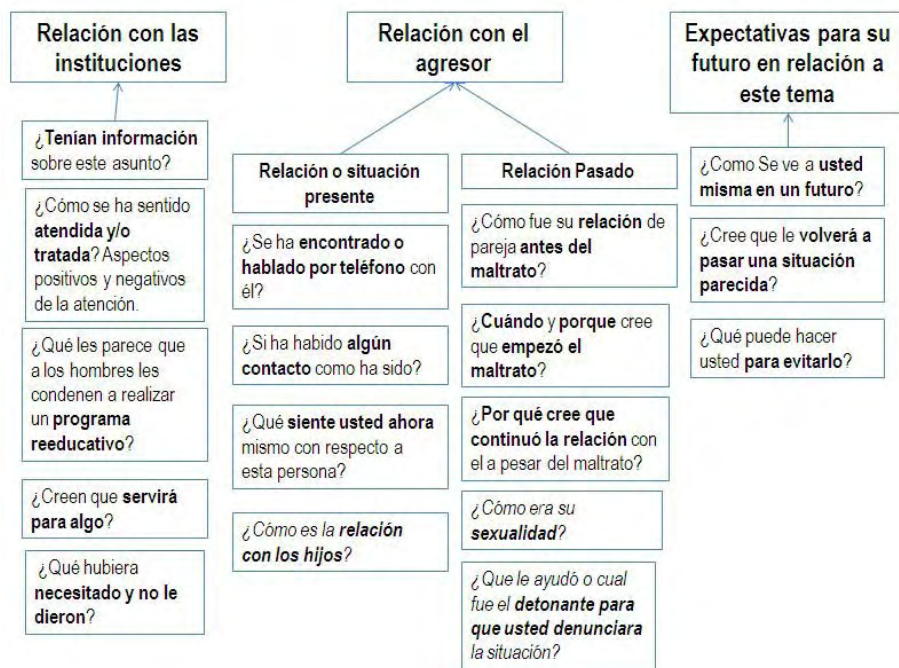 Relación con las
instituciones
¿Tenían información
sobre este asunto?
¿Cómo se ha sentido
atendida y/o
tratada? Aspectos
positivos y negativos
de la atención.
¿Qué les parece que
a los hombres les
condenen a realizar
un programa
reeducativo?
¿Creen que servirá
para algo?
¿Qué hubiera
necesitado y no le
dieron?
Relación con el
agresor
Relación o situación
presente
¿Se ha encontrado o
hablado por teléfono con
él?
¿Si ha habido algún
contacto como ha sido?
¿Qué siente usted ahora
mismo con respecto a
esta persona?
¿Cómo es la relación
con los hijos?
Relación Pasado
¿Cómo fue su relación de
pareja antes del
maltrato?
¿Cuándo y porque cree
que empezó el
maltrato?
¿Por qué cree que
continuó la relación con
el a pesar del maltrato?
¿Cómo era su
sexualidad?
¿Que le ayudó o cual
fue el detonante para
que usted denunciara
la situación?
Expectativas para su
futuro en relación a
este tema
¿Como Se ve a usted
misma en un futuro?
¿Cree que le volverá a
pasar una situación
parecida?
¿Qué puede hacer
usted para evitarlo?